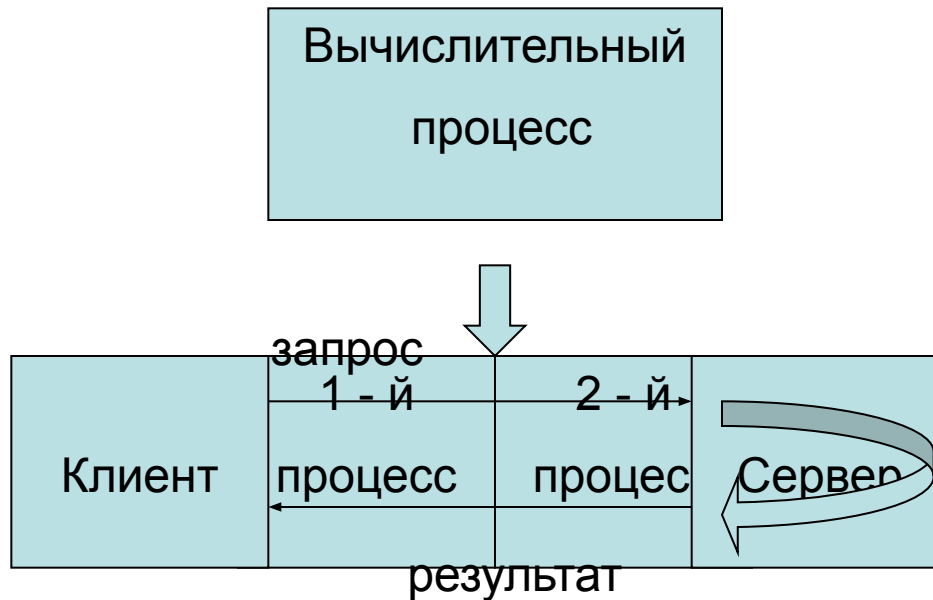 Вычислительный
процесс
запрос
1 - й
2 - й
Клиент
процесс
процес
Сервер
результат